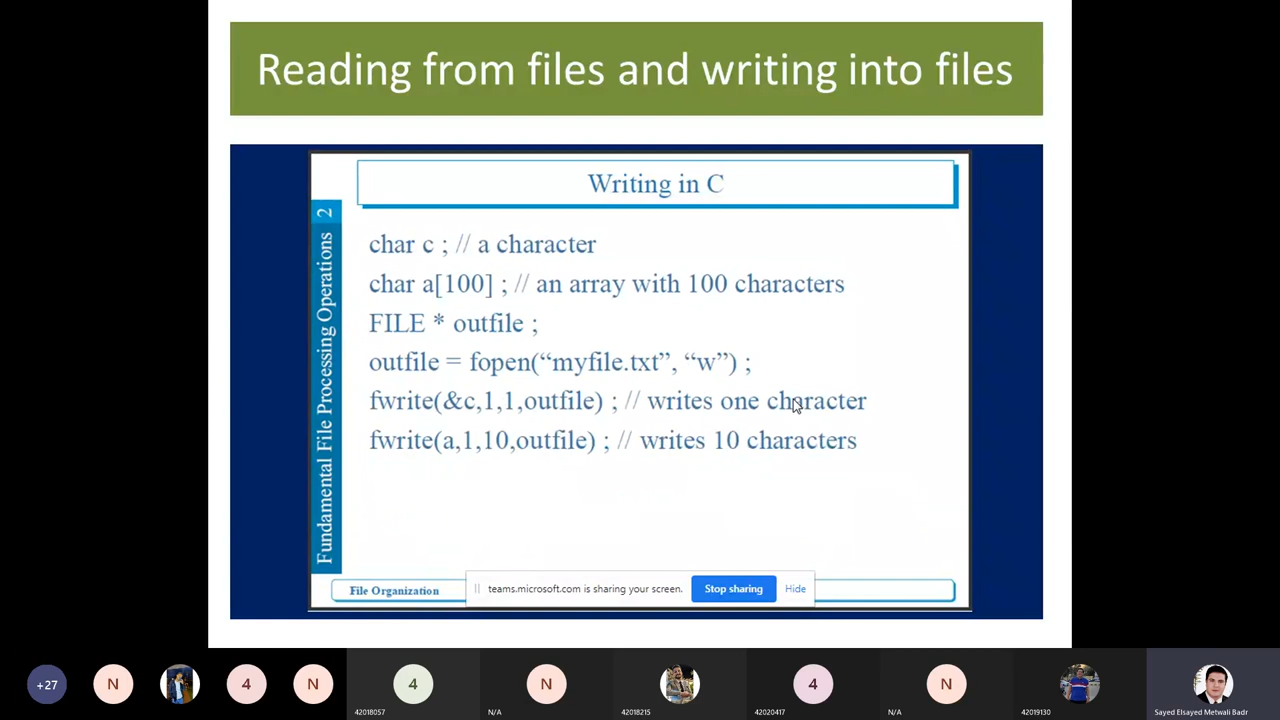 Reading from files and writing into files
Writing in C
Fundamental File Processing Operations 2
char c ; // a character
char a[100] ; // an array with 100 characters
FILE * outfile ;
outfile = fopen(“myfile.txt”, “w”) ;
fwrite(&c,1,1,outfile) ; // writes one character
fwrite(a,1,10,outfile) ; // writes 10 characters
File Organization
teams.microsoft.com is sharing your screen. Stop sharing Hide
+27 N 4 N 4 N 4 N
42018057 N/A 42018215 42020417 N/A 42019130 Sayed Elsayed Metwali Badr